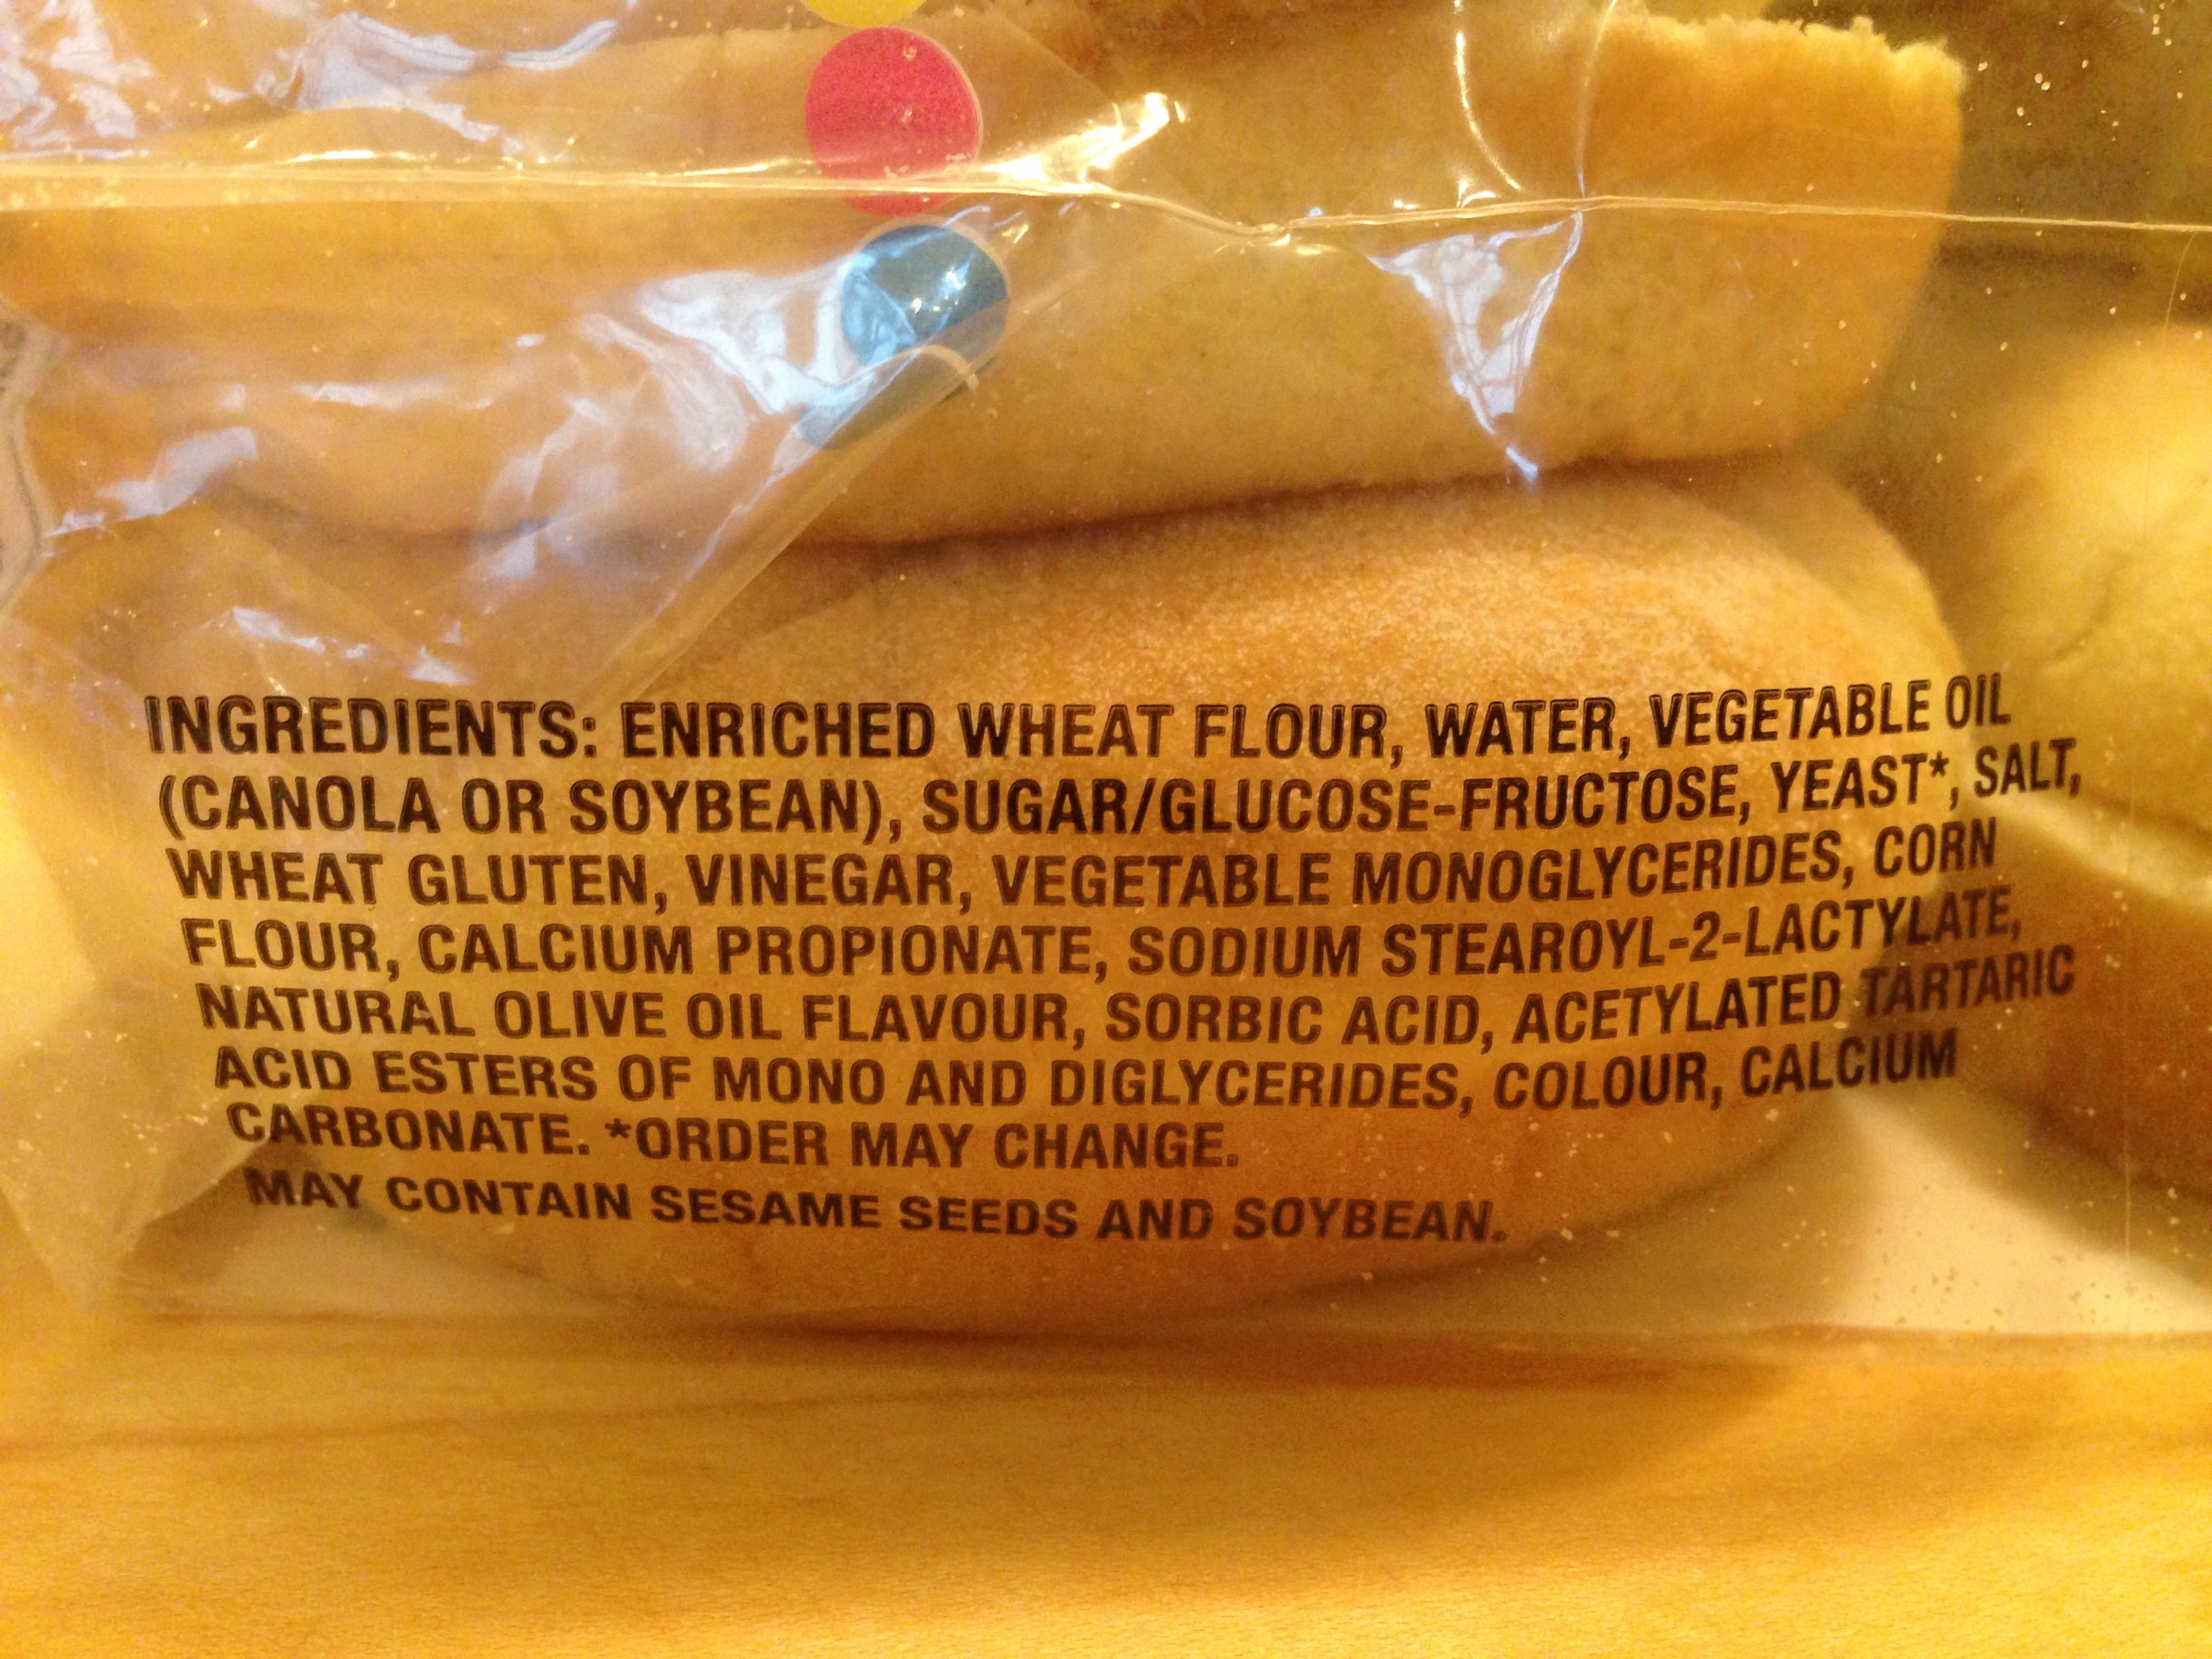 INGREDIENTS: ENRICHED WHEAT FLOUR, WATER, VEGETABLE OIL
(CANOLA OR SOYBEAN), SUGAR/GLUCOSE-FRUCTOSE, YEAST*, SALT,
WHEAT GLUTEN, VINEGAR, VEGETABLE MONOGLYCERIDES, CORN
FLOUR, CALCIUM PROPIONATE, SODIUM STEAROYL-2-LACTYLATE,
NATURAL OLIVE OIL FLAVOUR, SORBIC ACID, ACETYLATED TARTARIC
ACID ESTERS OF MONO AND DIGLYCERIDES, COLOUR, CALCIUM
CARBONATE. *ORDER MAY CHANGE.
MAY CONTAIN SESAME SEEDS AND SOYBEAN.